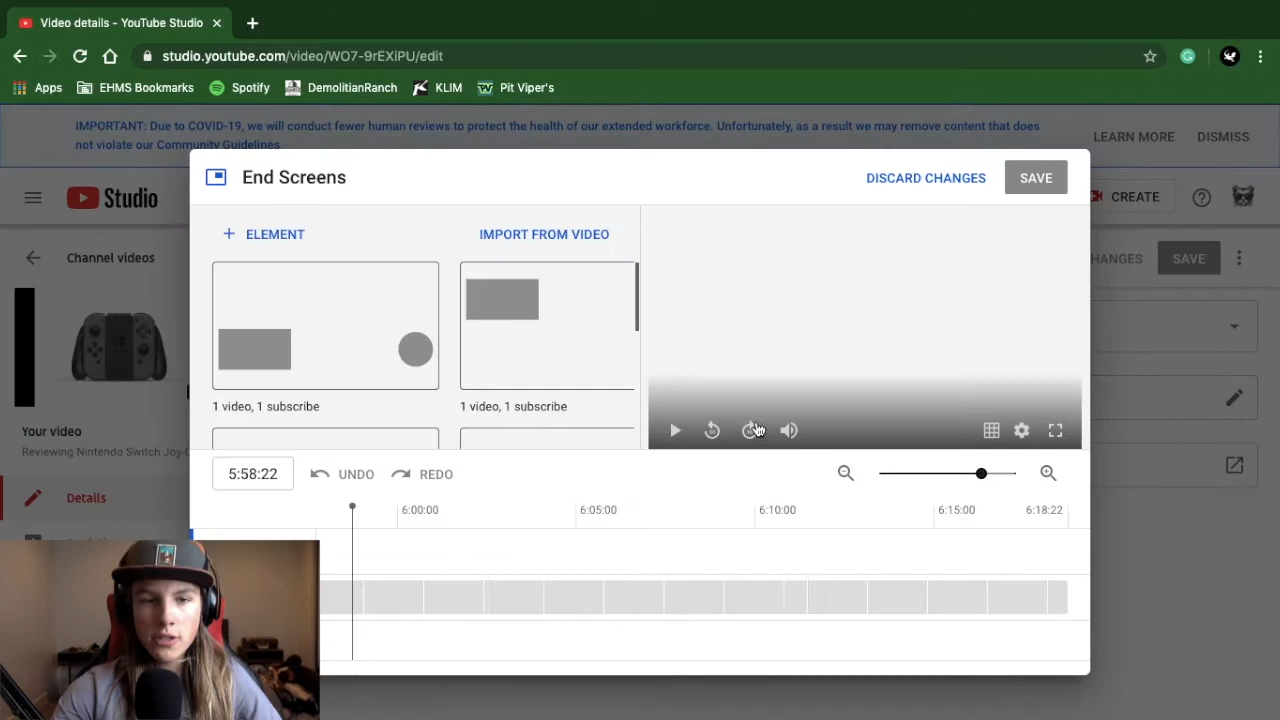 Video details - YouTube Studio
studio.youtube.com/video/WO7-9rEXiPU/edit
Apps EHMS Bookmarks Spotify DemolitianRanch KLIM Pit Viper's
IMPORTANT: Due to COVID-19, we will conduct fewer human reviews to protect the health of our extended workforce. Unfortunately, as a result we may remove content that does
not violate our Community Guidelines.
LEARN MORE DISMISS
Studio
CREATE
End Screens
DISCARD CHANGES SAVE
ELEMENT IMPORT FROM VIDEO
Channel videos
HANGES SAVE
1 video, 1 subscribe 1 video, 1 subscribe
Your video
Reviewing Nintendo Switch Joy-C
5:58:22 UNDO REDO
Details
6:00:00 6:05:00 6:10:00 6:15:00 6:18:22